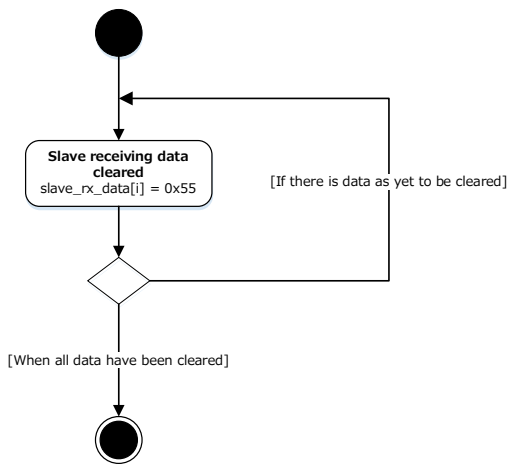 Slave receiving data
cleared
slave_rx_data[i] = 0x55
[If there is data as yet to be cleared]
[When all data have been cleared]